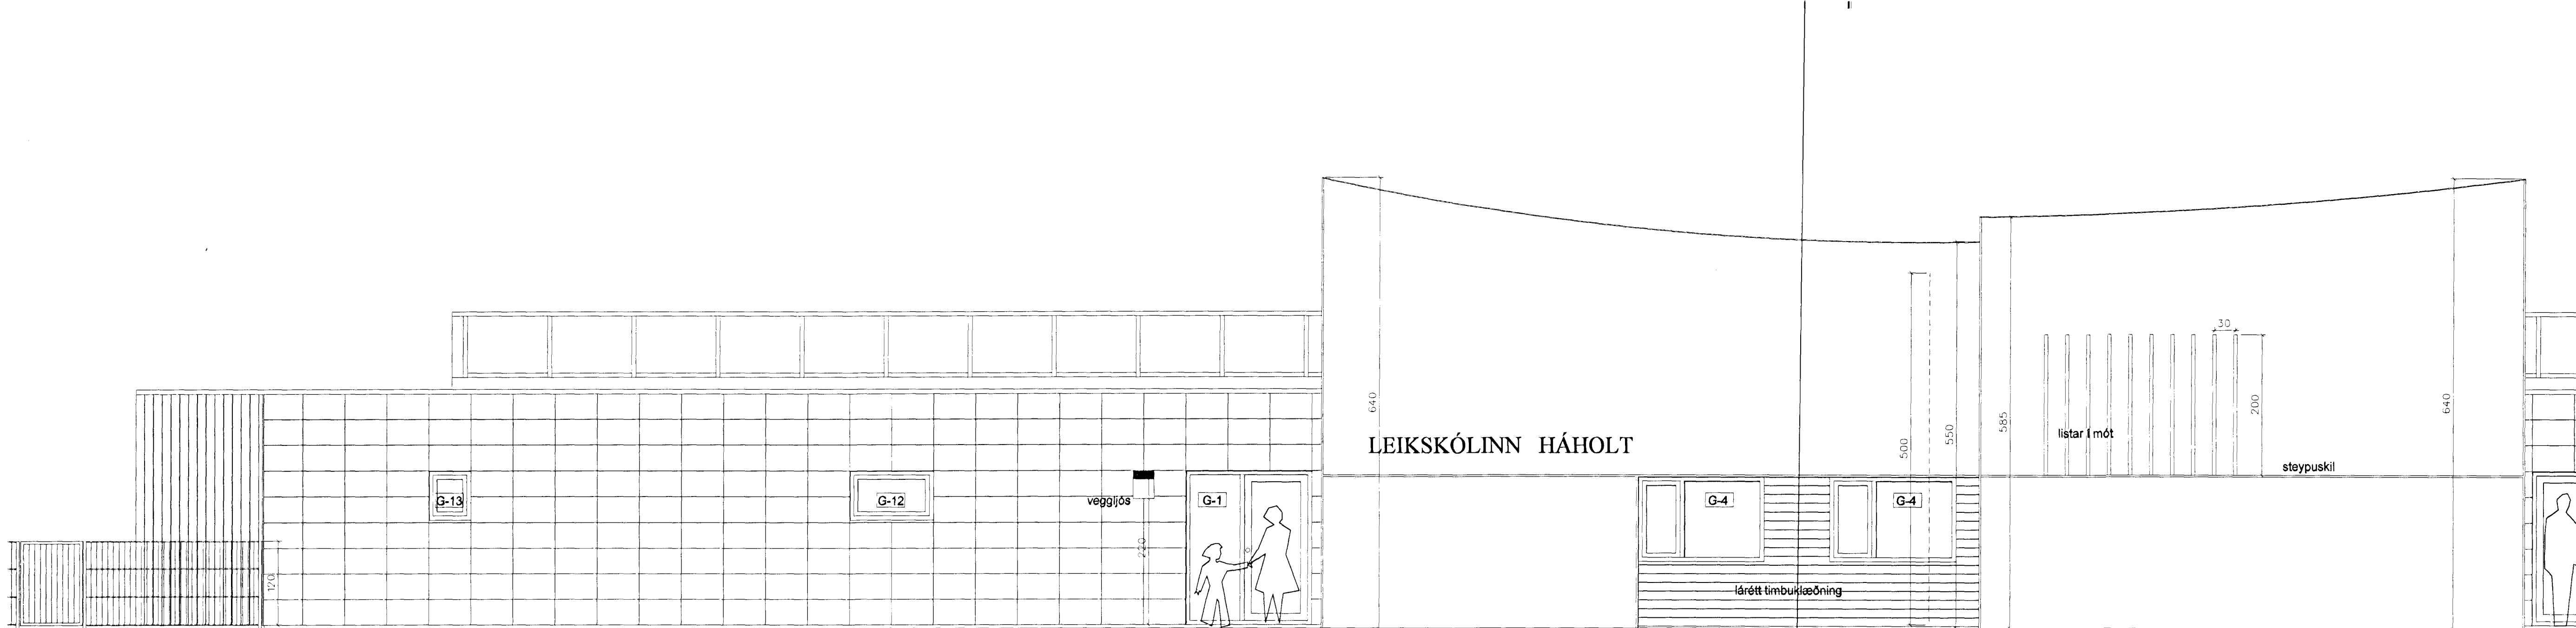 30
640
LEIKSKÓLINN HÁHOLT
500
550
585
listar í mót
200
640
steypuskil
G-13
G-12
veggljós
G-1
G-4
G-4
220
120
lárétt timbuklæðning